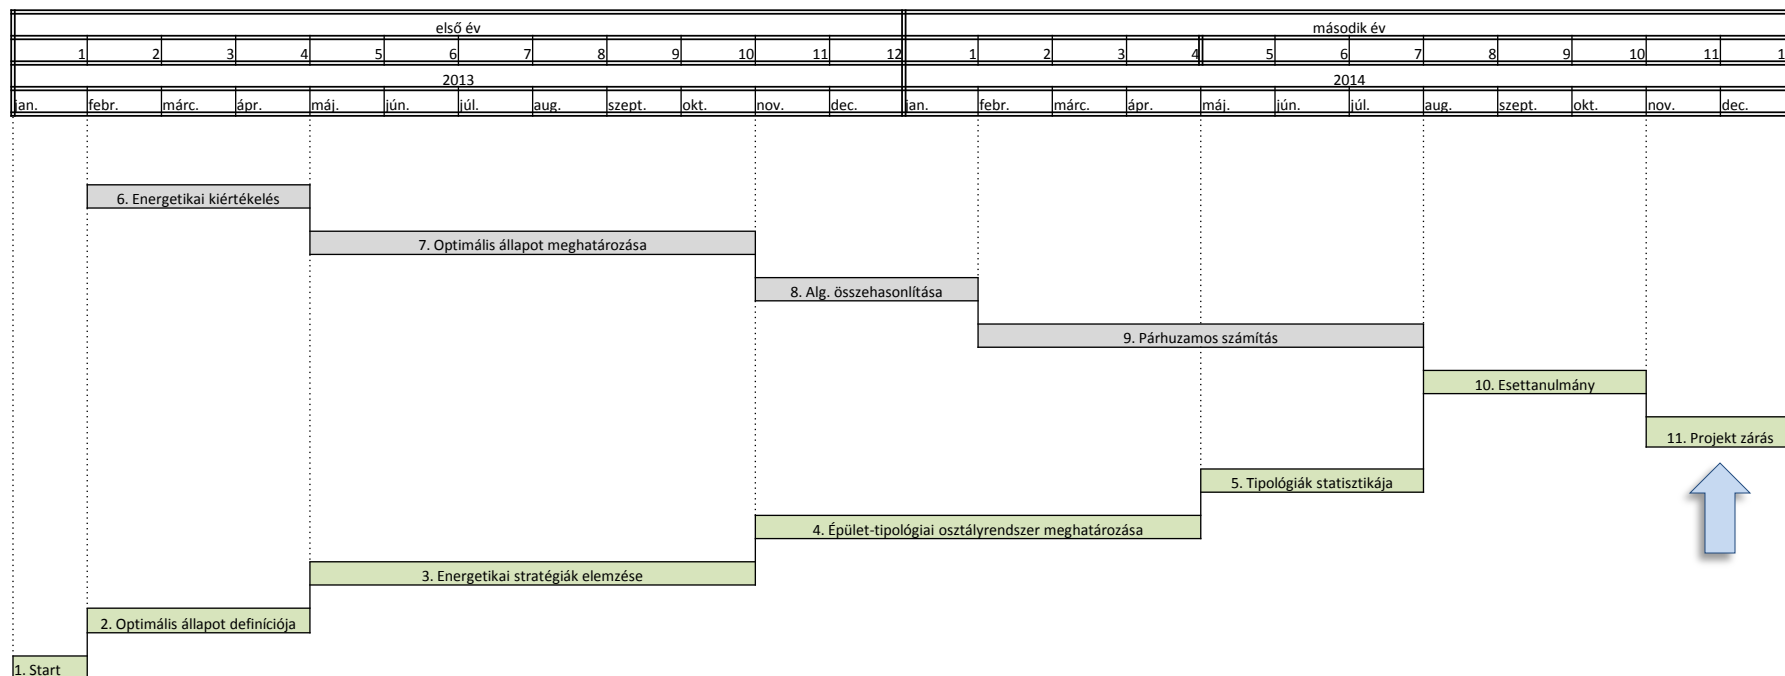 első év második év
1 2 3 4 5 6 7 8 9 10 11 12 1 2 3 4 5 6 7 8 9 10 11 1
2013 2014
jan. febr. márc. ápr. máj. jún. júl. aug. szept. okt. nov. dec. jan. febr. márc. ápr. máj. jún. júl. aug. szept. okt. nov. dec.
6. Energetikai kiértékelés
7. Optimális állapot meghatározása
8. Alg. összehasonlítása
9. Párhuzamos számítás
10. Esettanulmány
11. Projekt zárás
5. Tipológiák statisztikája
4. Épület-tipológiai osztályrendszer meghatározása
3. Energetikai stratégiák elemzése
2. Optimális állapot definíciója
1. Start